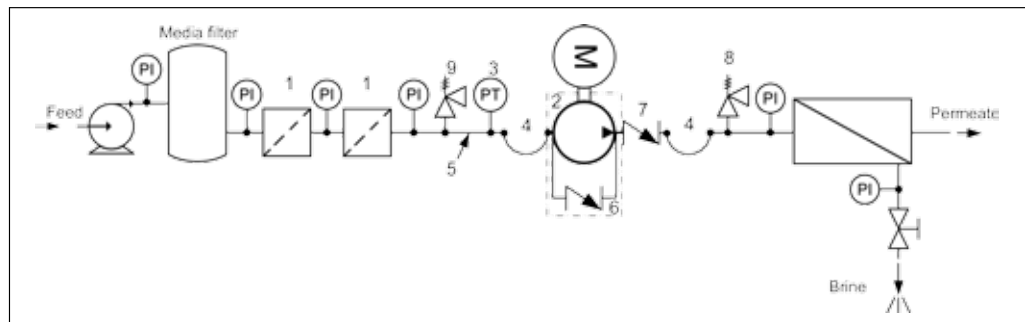 Media filter
PI
M
9
3
8
1
1
PI
PI
PI
PT
2
7
PI
Feed
Permeate
4
4
5
6
PI
Brine